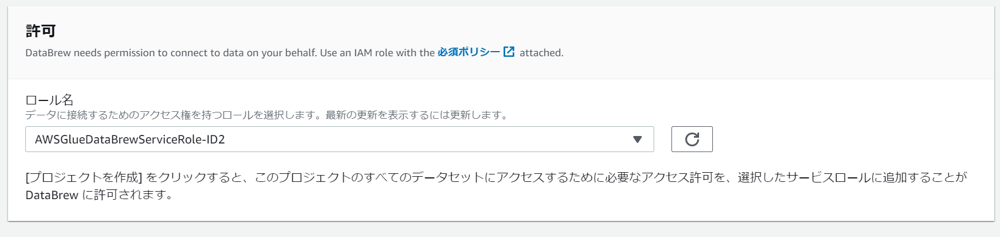 許可
DataBrew needs permission to connect to data on your behalf. Use an IAM role with the 必須ポリシー attached.
ロール名
データに接続するためのアクセス権を持つロールを選択します。最新の更新を表示するには更新します。
AWSGlueDataBrewServiceRole-ID2
[プロジェクトを作成] をクリックすると、このプロジェクトのすべてのデータセットにアクセスするために必要なアクセス許可を、選択したサービスロールに追加することが
DataBrew に許可されます。